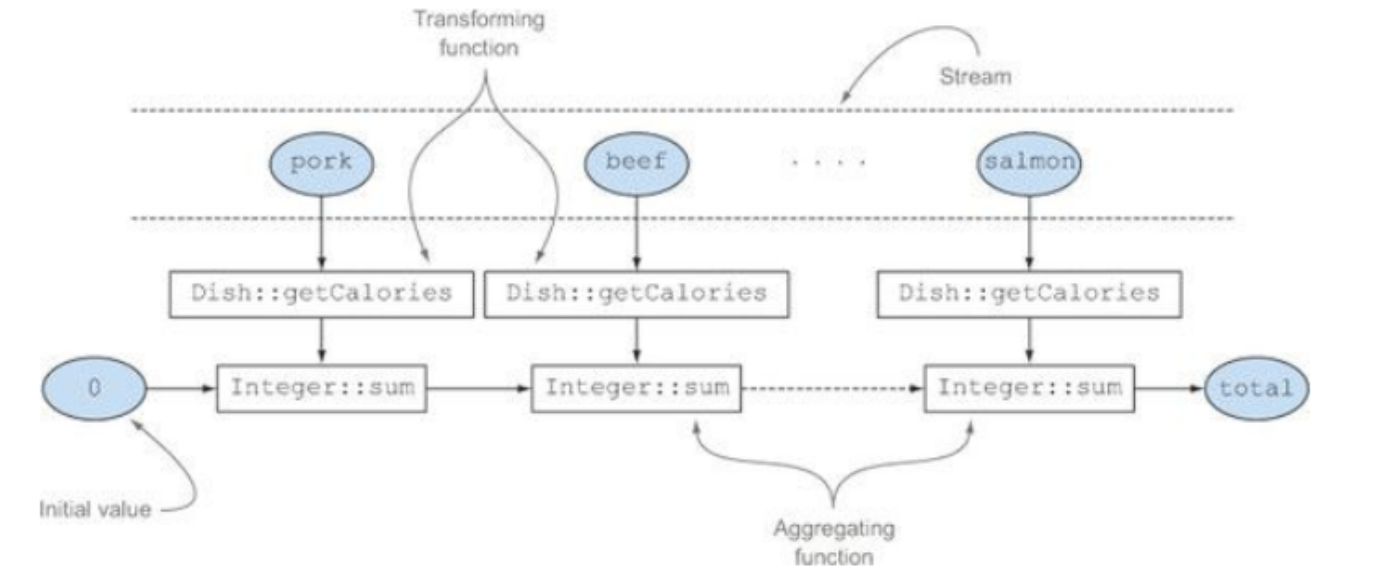 Transforming
function
Stream
pork
beef
. . . .
salmon
Dish::getCalories
Dish::getCalories
Dish::getCalories
0
Integer::sum
Integer::sum
Integer::sum
total
Initial value
Aggregating
function